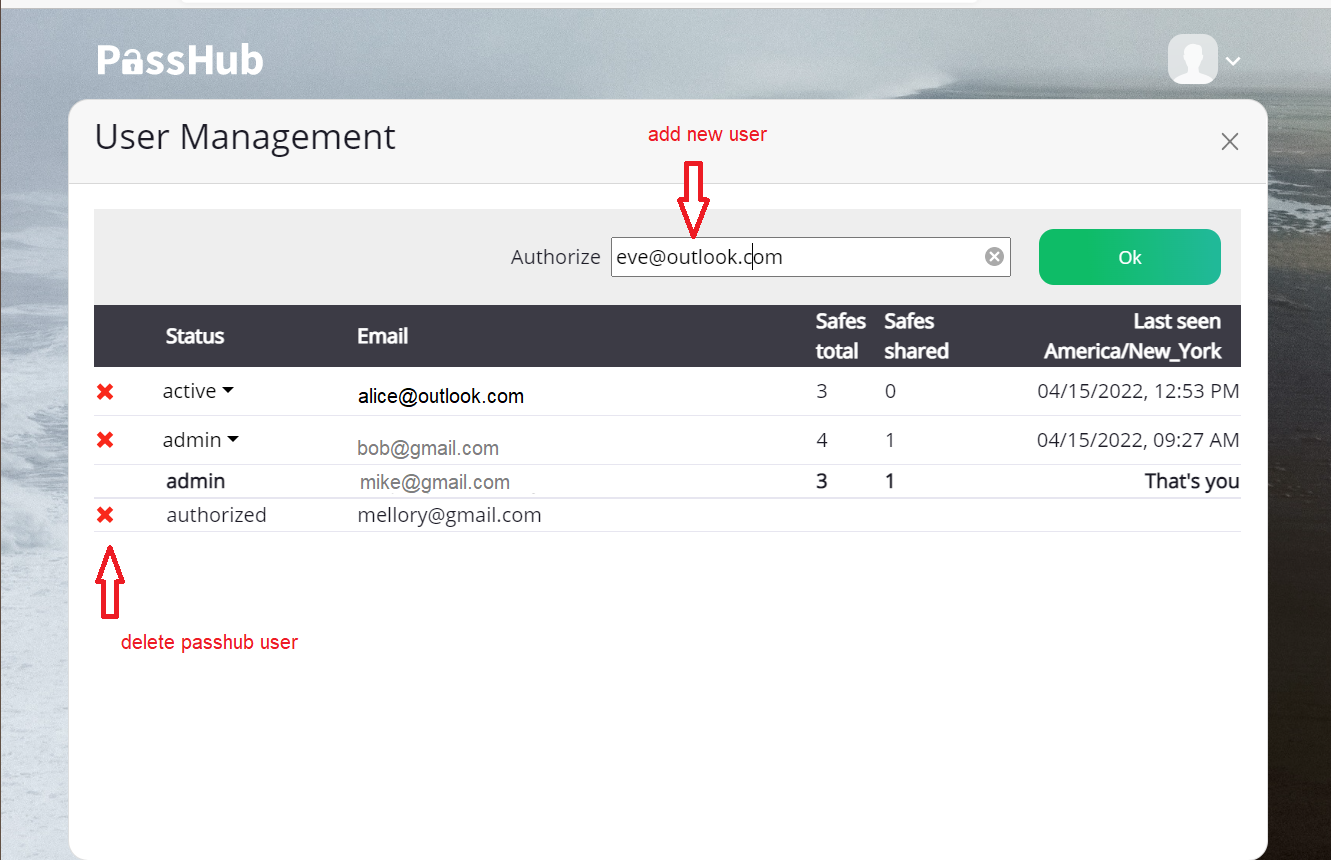 PassHub
User Management
add new user
Authorize eve@outlook.com Ok
Status Email Safes total Safes shared Last seen America/New_York
active alice@outlook.com 3 0 04/15/2022, 12:53 PM
admin bob@gmail.com 4 1 04/15/2022, 09:27 AM
admin mike@gmail.com 3 1 That's you
authorized mellory@gmail.com
delete passhub user